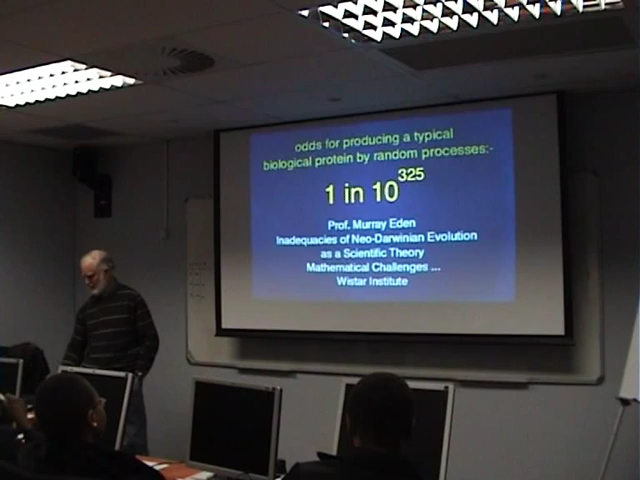 odds for producing a typical
biological protein by random processes:-
1 in 10³²⁵
Prof. Murray Eden
Inadequacies of Neo-Darwinian Evolution
as a Scientific Theory
Mathematical Challenges ...
Wistar Institute